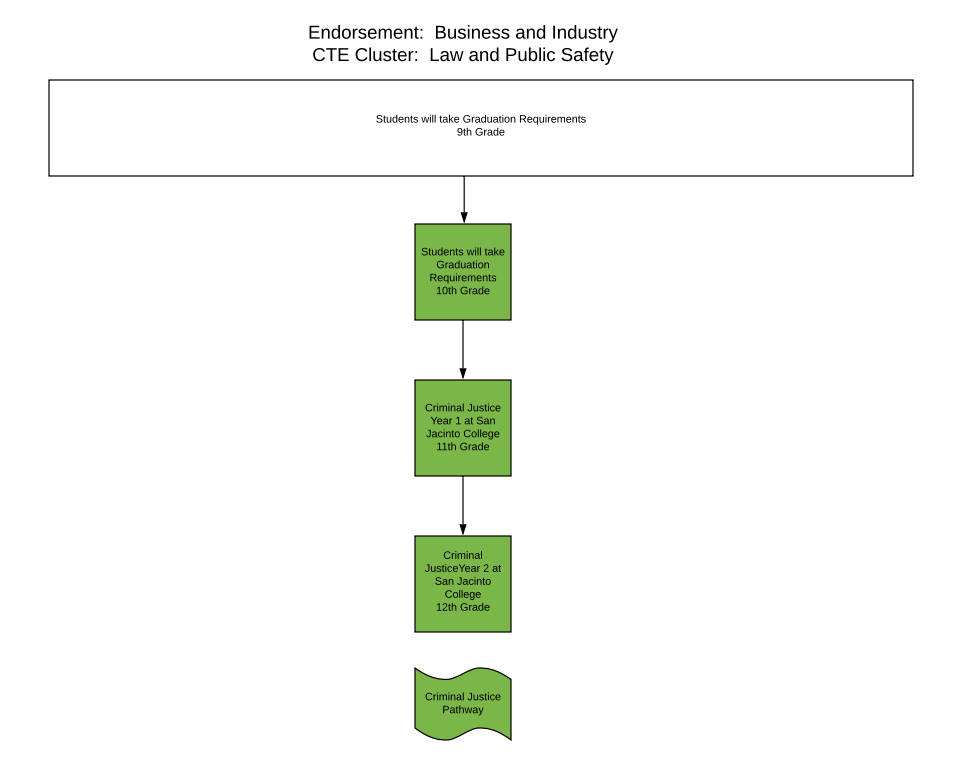 Endorsement:  Business and Industry
CTE Cluster:  Law and Public Safety
Students will take Graduation Requirements
9th Grade
Students will take
Graduation
Requirements
10th Grade
Criminal Justice
Year 1 at San
Jacinto College
11th Grade
Criminal
JusticeYear 2 at
San Jacinto
College
12th Grade
Criminal Justice
Pathway